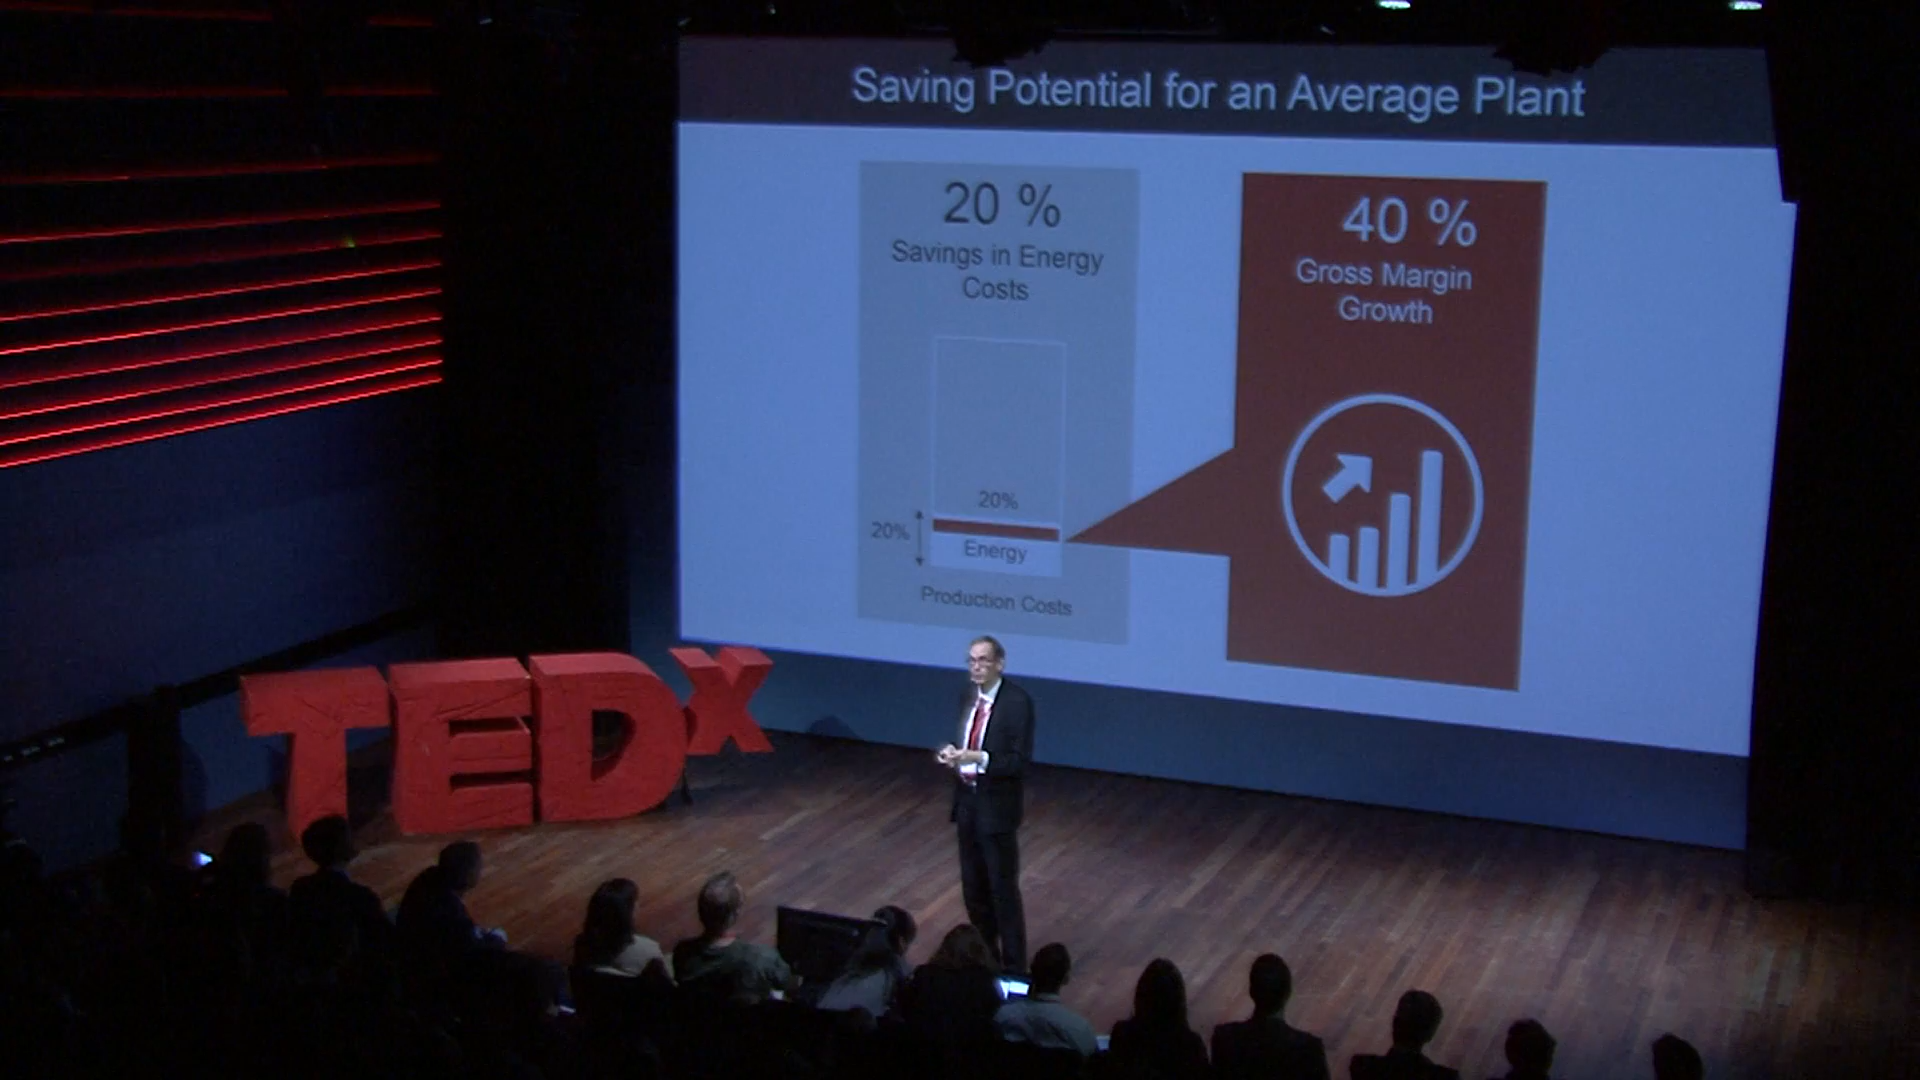 Saving Potential for an Average Plant
20 %
Savings in Energy
Costs
20%
20%
Energy
Production Costs
40 %
Gross Margin
Growth
TEDx